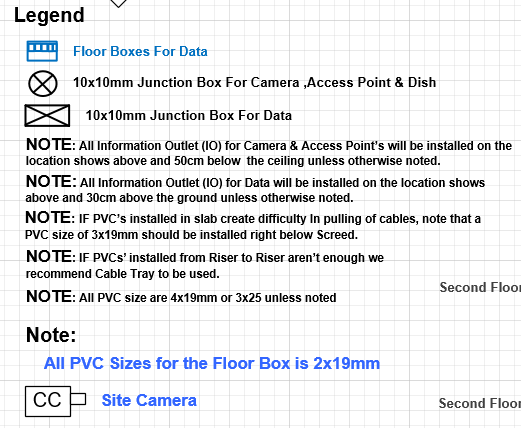 Legend
Floor Boxes For Data
10x10mm Junction Box For Camera ,Access Point & Dish
10x10mm Junction Box For Data
NOTE: All Information Outlet (IO) for Camera & Access Point's will be installed on the
location shows above and 50cm below the ceiling unless otherwise noted.
NOTE: All Information Outlet (IO) for Data will be installed on the location shows
above and 30cm above the ground unless otherwise noted.
NOTE: IF PVC's installed in slab create difficulty In pulling of cables, note that a
PVC size of 3x19mm should be installed right below Screed.
NOTE: IF PVCs' installed from Riser to Riser aren't enough we
recommend Cable Tray to be used.
Second Floor
NOTE: All PVC size are 4x19mm or 3x25 unless noted
Note:
All PVC Sizes for the Floor Box is 2x19mm
CC Site Camera
Second Floor